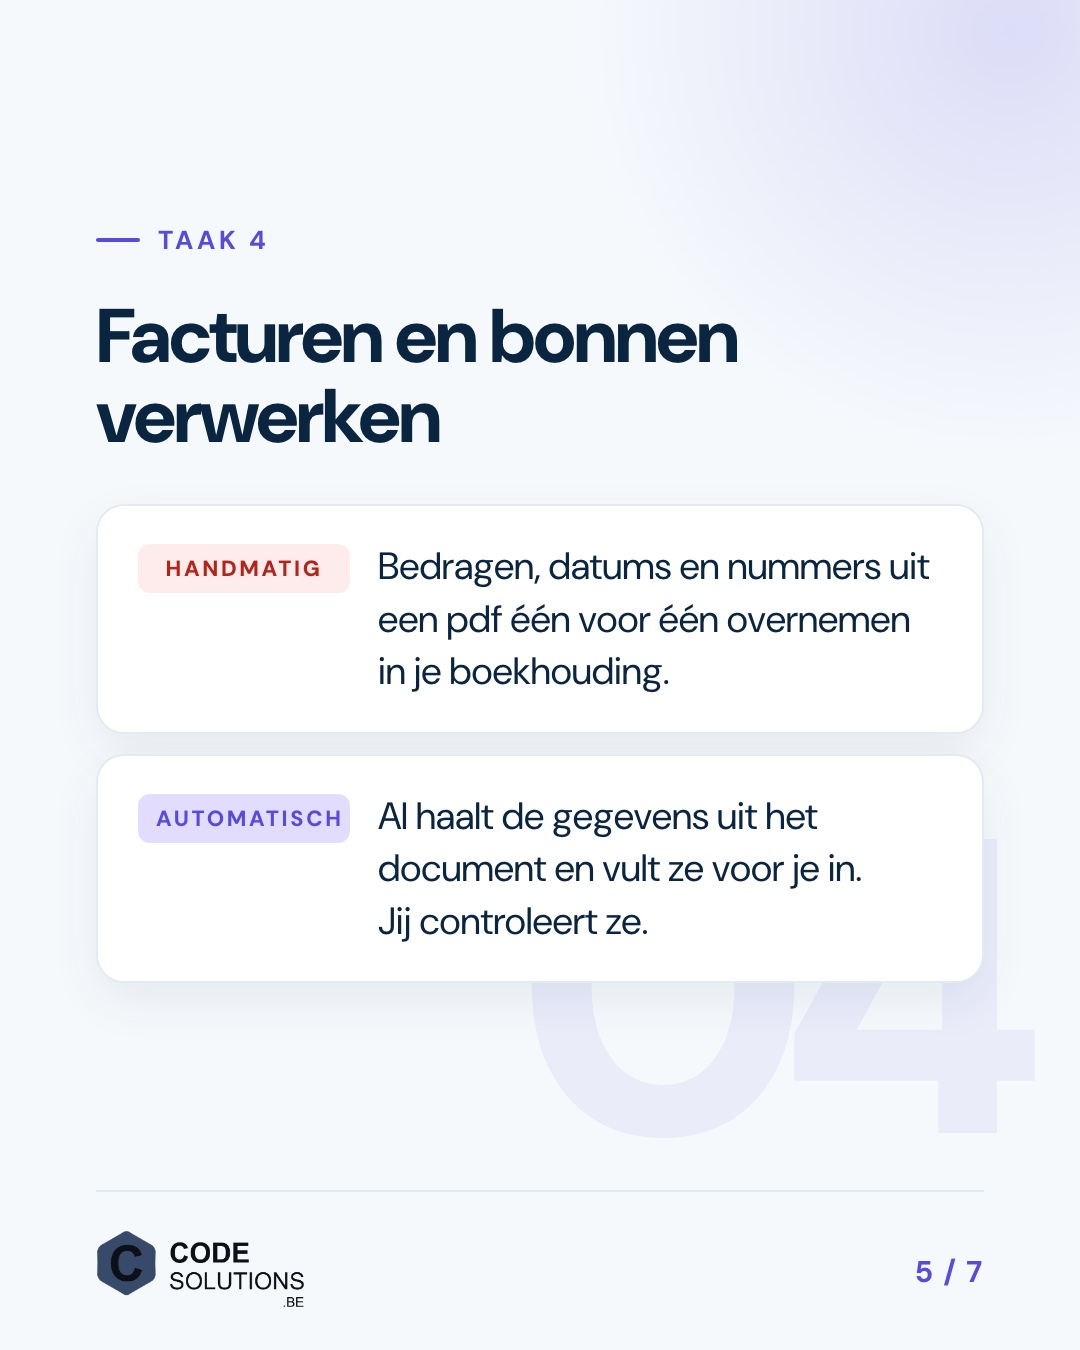 TAAK 4
Facturen en bonnen
verwerken
HANDMATIG
Bedragen, datums en nummers uit
een pdf één voor één overnemen
in je boekhouding.
AUTOMATISCH
AI haalt de gegevens uit het
document en vult ze voor je in.
Jij controleert ze.
04
C
CODE
SOLUTIONS
.BE
5 / 7